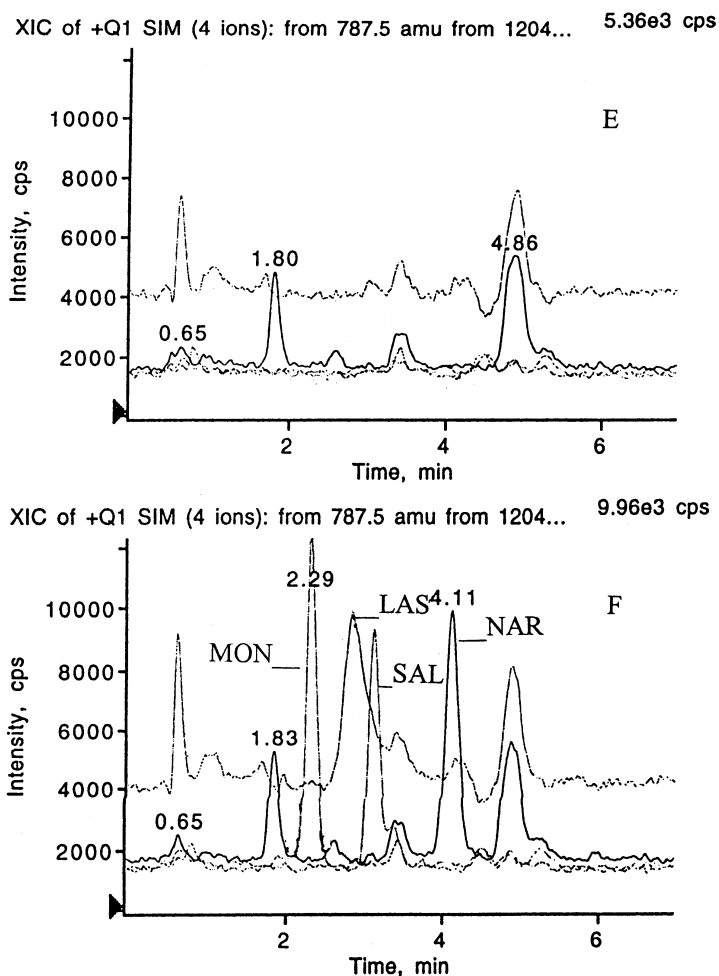 XIC of +Q1 SIM (4 ions): from 787.5 amu from 1204... 5.36e3 cps
E
10000
8000
6000
4000
2000
Intensity, cps
0.65
1.80
4.86
2 4 6
Time, min
XIC of +Q1 SIM (4 ions): from 787.5 amu from 1204... 9.96e3 cps
F
10000
8000
6000
4000
2000
Intensity, cps
0.65
1.83
2.29
MON
LAS
SAL
4.11
NAR
2 4 6
Time, min